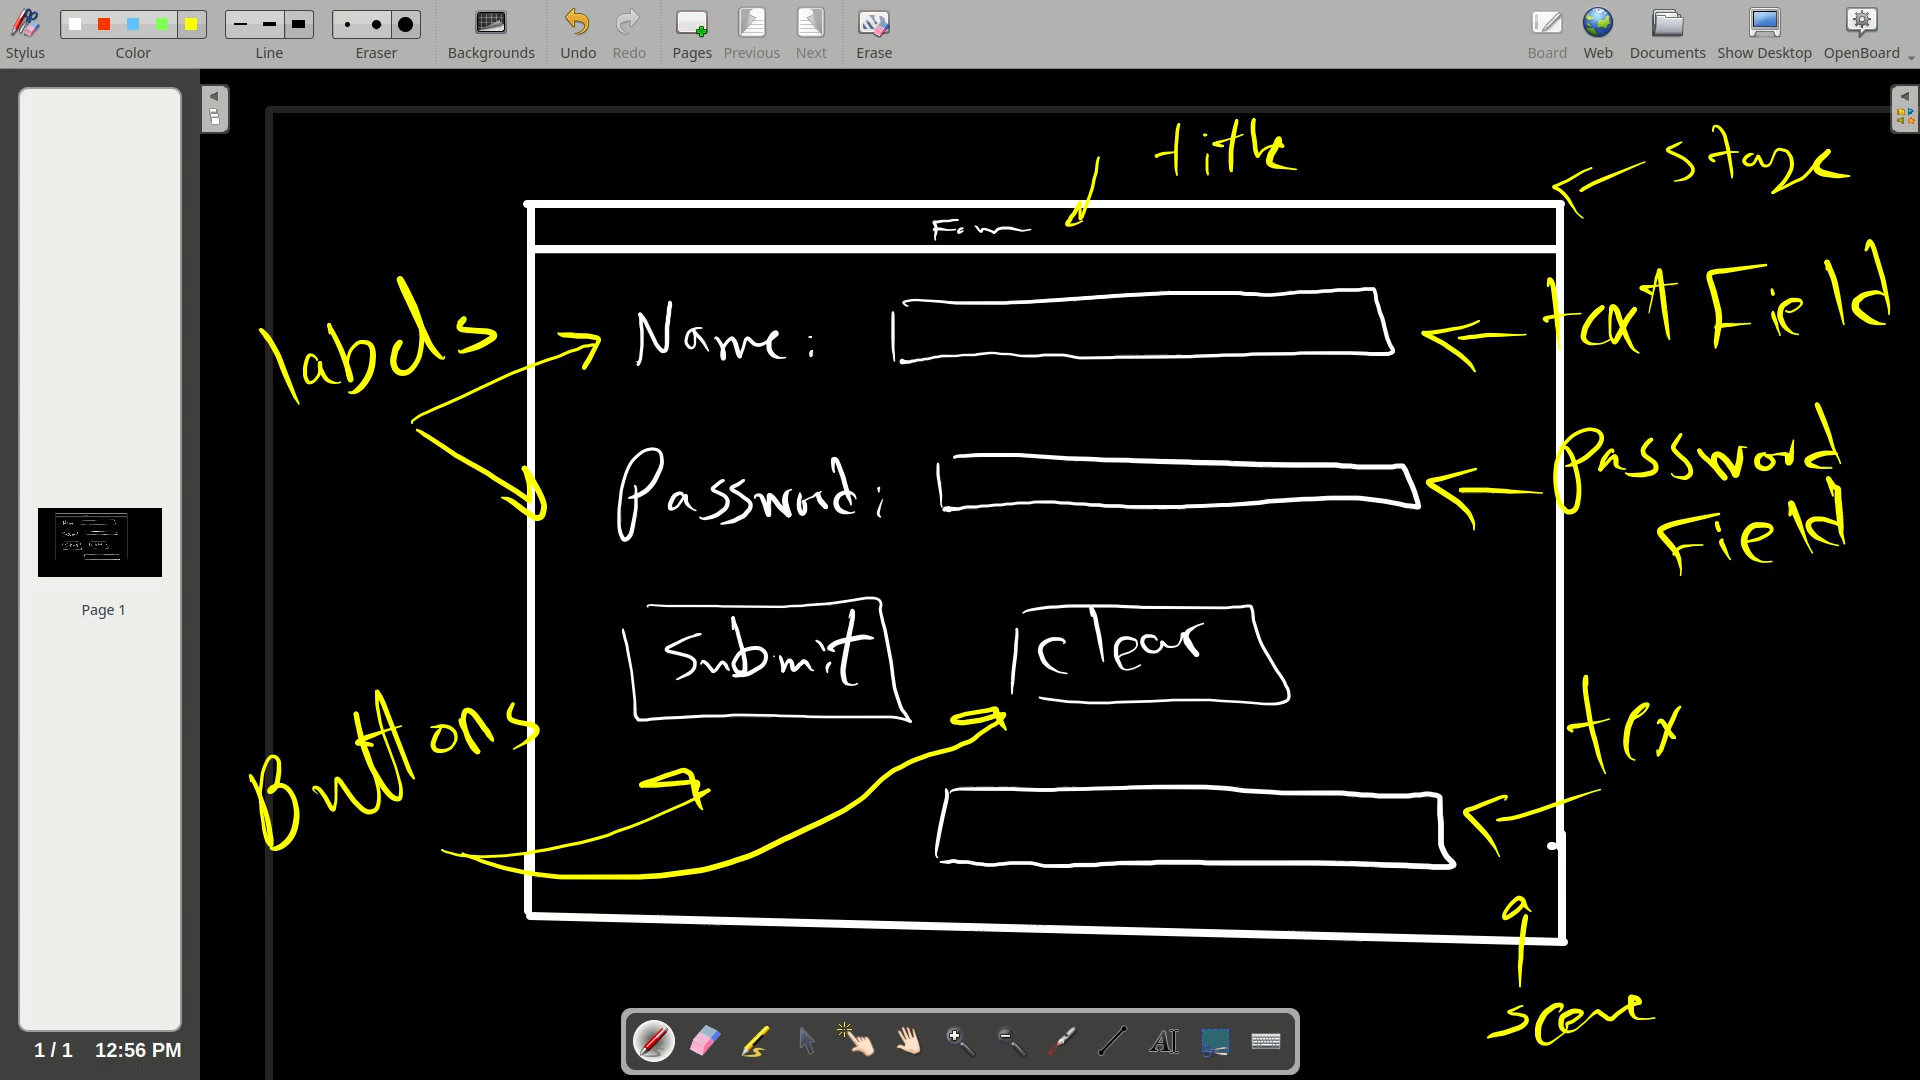 Stylus
Color
Line
Eraser
Backgrounds
Undo
Redo
Pages
Previous
Next
Erase
Board
Web
Documents
Show Desktop
OpenBoard
title
stage
labels
Name:
text Field
Password:
password
Field
submit
clear
Buttons
tex
scene
Page 1
1 / 1 12:56 PM
AI